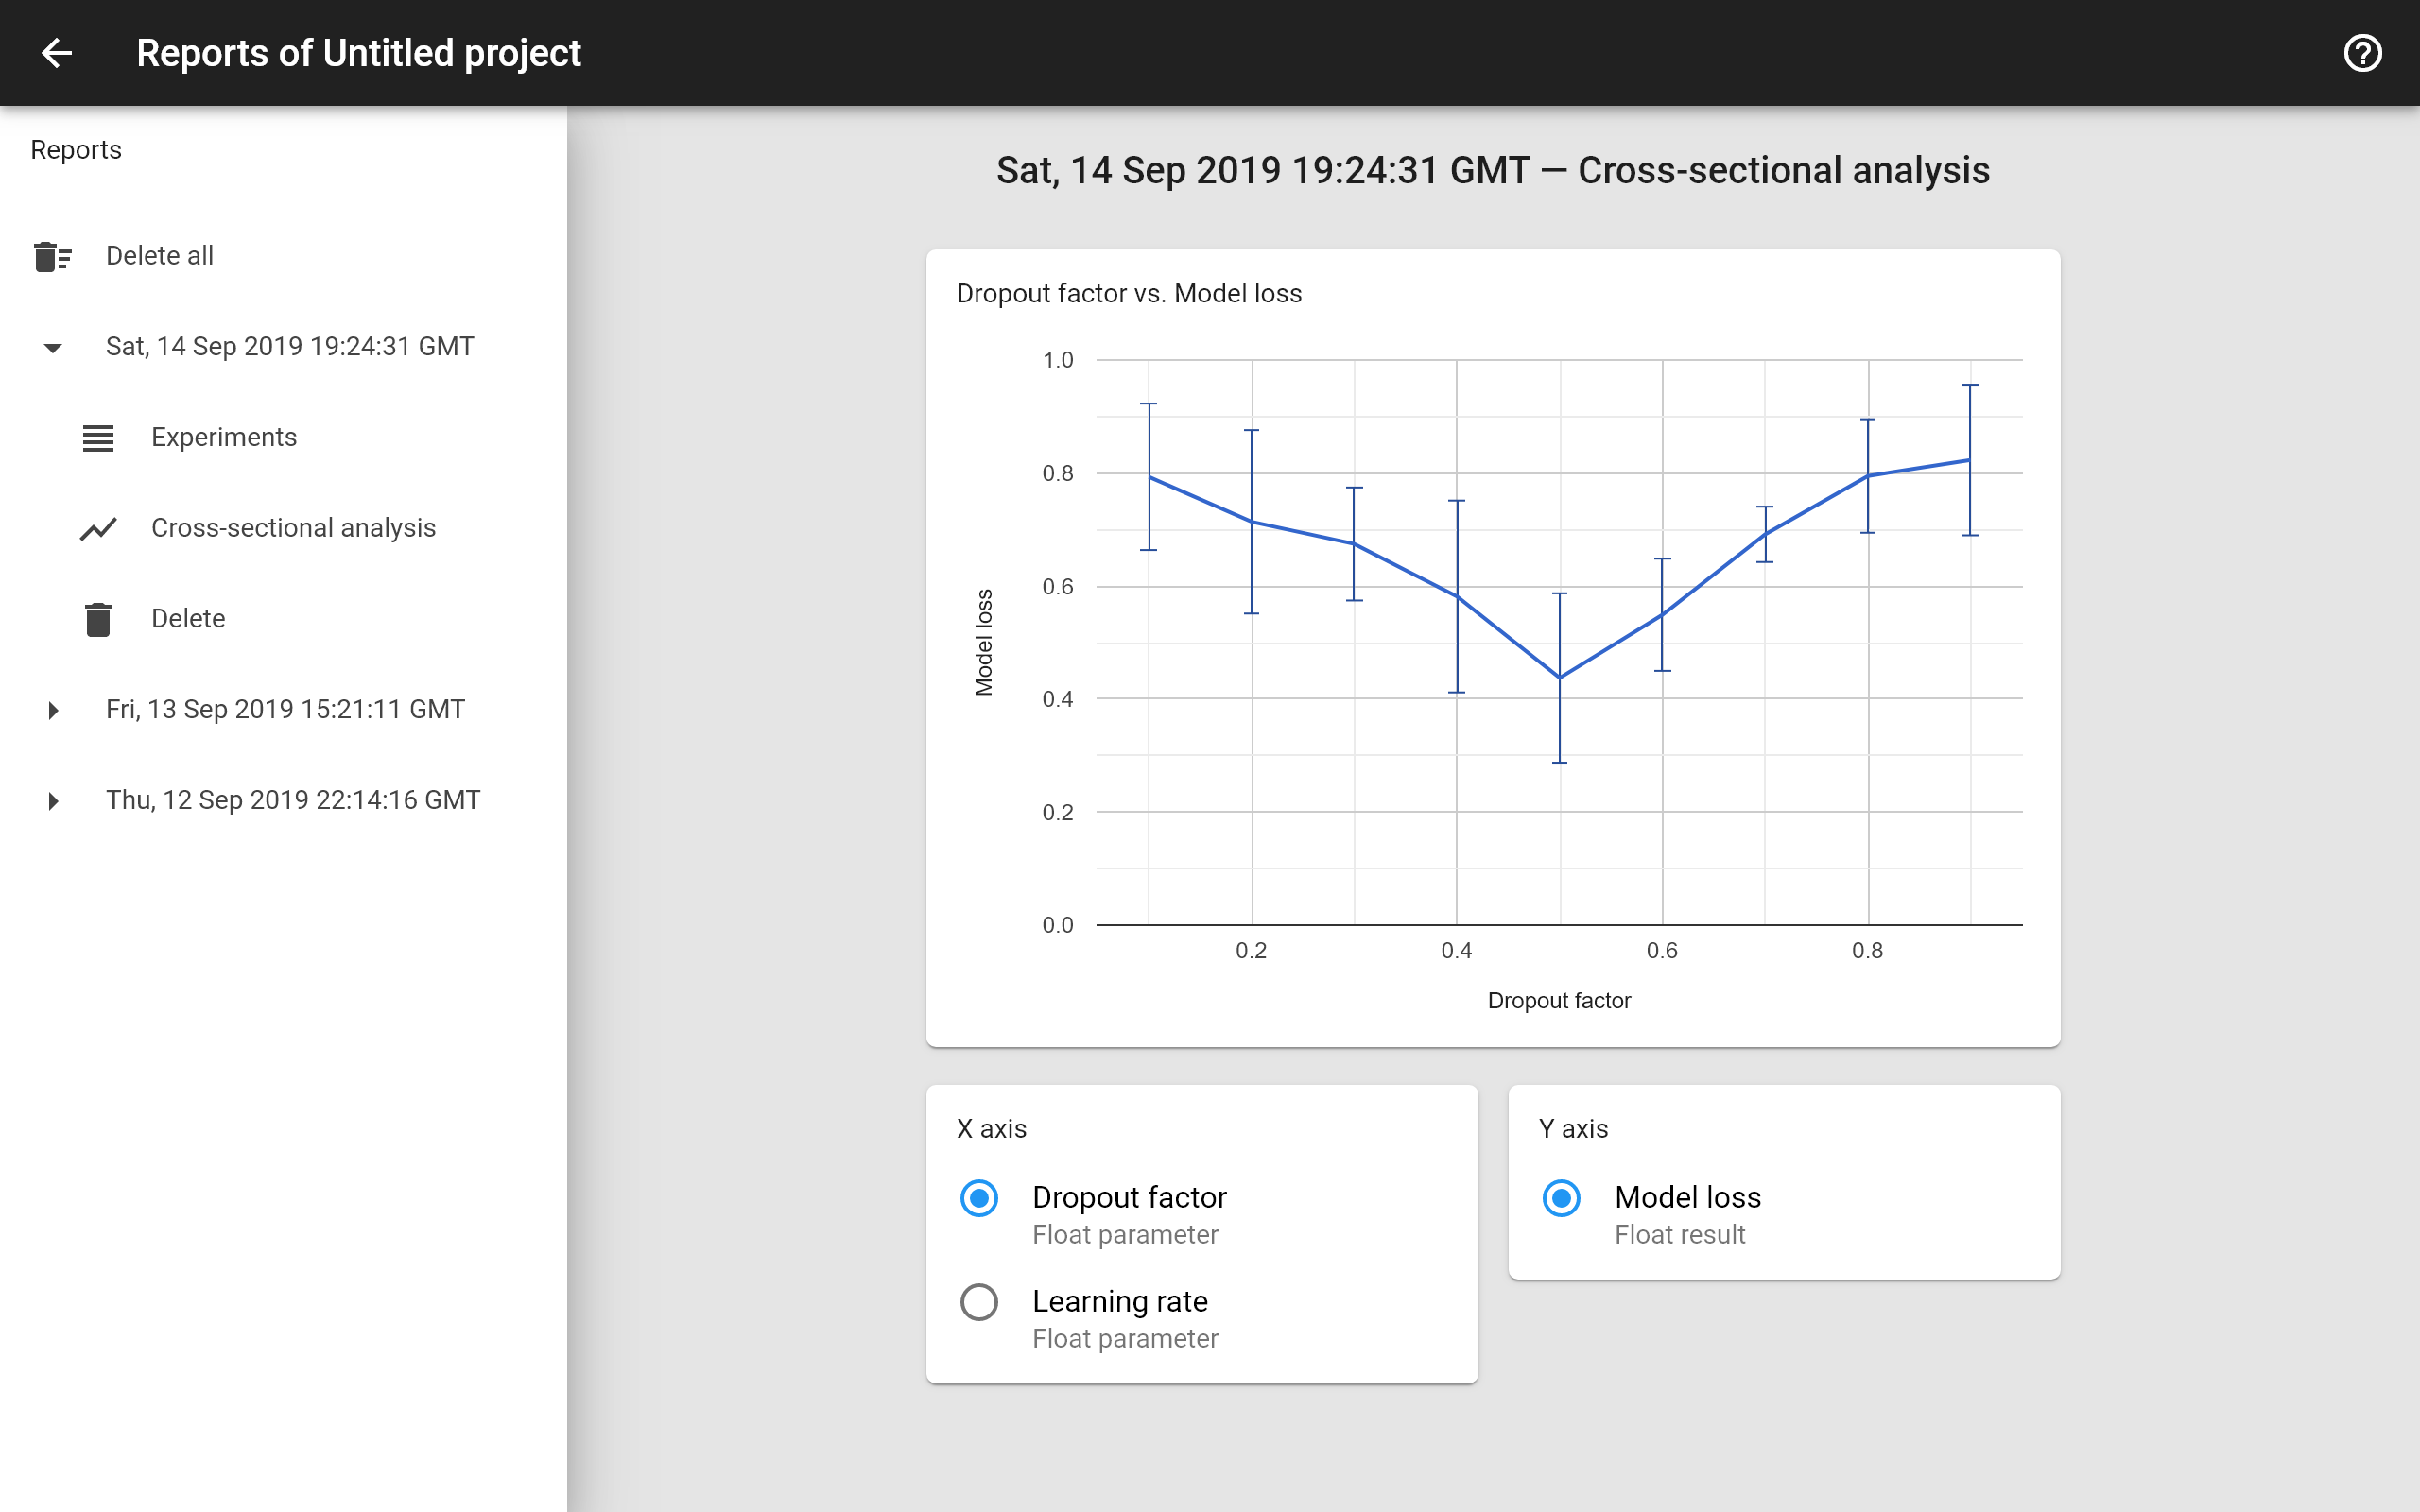 Reports of Untitled project
Reports
Delete all
Sat, 14 Sep 2019 19:24:31 GMT
Experiments
Cross-sectional analysis
Delete
Fri, 13 Sep 2019 15:21:11 GMT
Thu, 12 Sep 2019 22:14:16 GMT
Sat, 14 Sep 2019 19:24:31 GMT — Cross-sectional analysis
Dropout factor vs. Model loss
Model loss
1.0
0.8
0.6
0.4
0.2
0.0
0.2 0.4 0.6 0.8
Dropout factor
X axis
Dropout factor
Float parameter
Learning rate
Float parameter
Y axis
Model loss
Float result